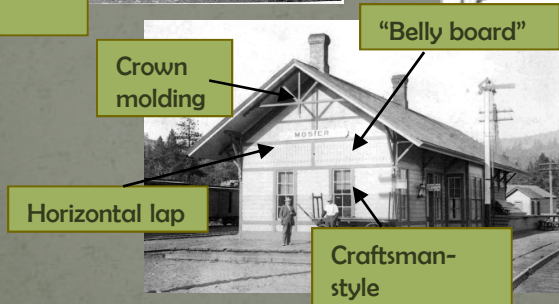 “Belly board”
Crown
molding
MOSIER
Horizontal lap
Craftsman-
style